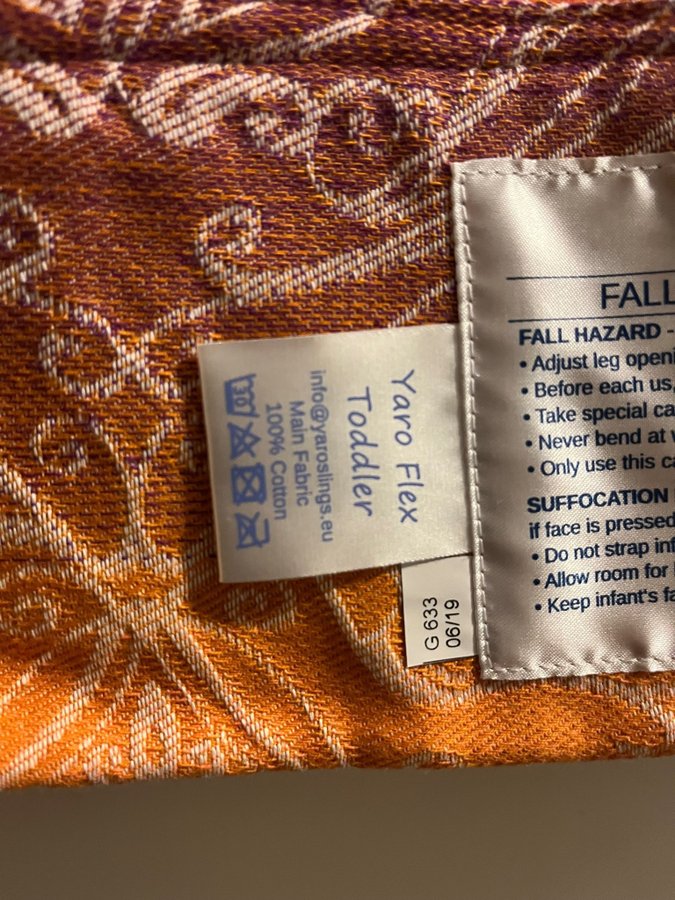 Yaro Flex
Toddler
info@yaroslings.eu
Main Fabric
100% Cotton
30
G 633
06/19
FALL
FALL HAZARD -
• Adjust leg openi
• Before each us
• Take special ca
• Never bend at
• Only use this ca
SUFFOCATION
if face is pressed
• Do not strap inf
• Allow room for
• Keep infant's fa